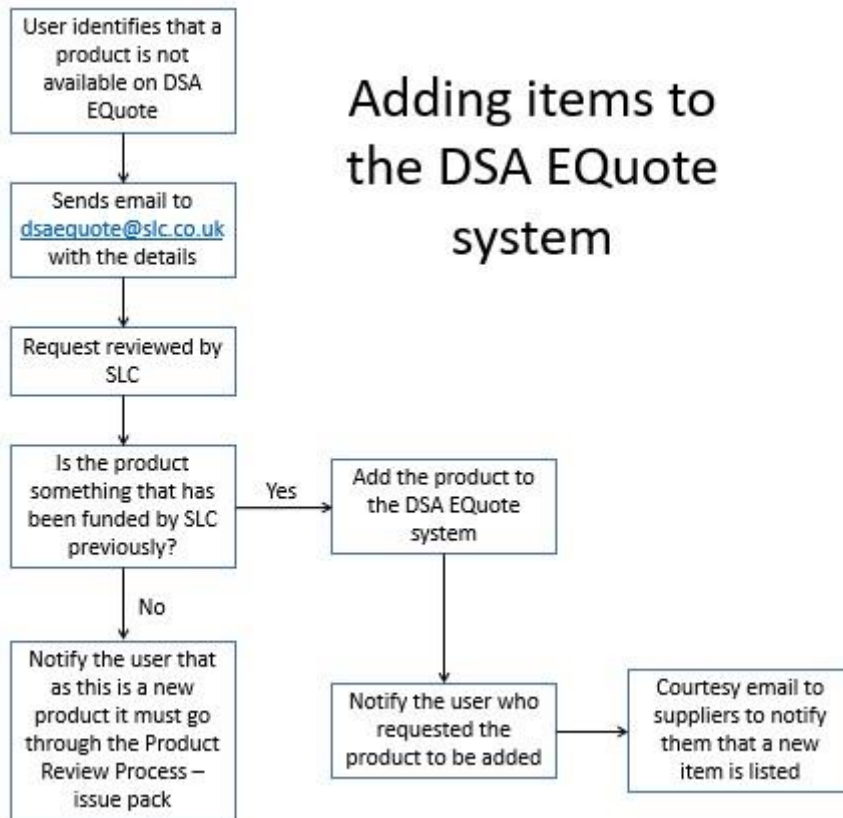 User identifies that a
product is not
available on DSA
EQuote
Adding items to
the DSA EQuote
system
Sends email to
dsaequote@slc.co.uk
with the details
Request reviewed by
SLC
Is the product
something that has
been funded by SLC
previously?
Yes
Add the product to
the DSA EQuote
system
No
Notify the user that
as this is a new
product it must go
through the Product
Review Process –
issue pack
Notify the user who
requested the
product to be added
Courtesy email to
suppliers to notify
them that a new
item is listed